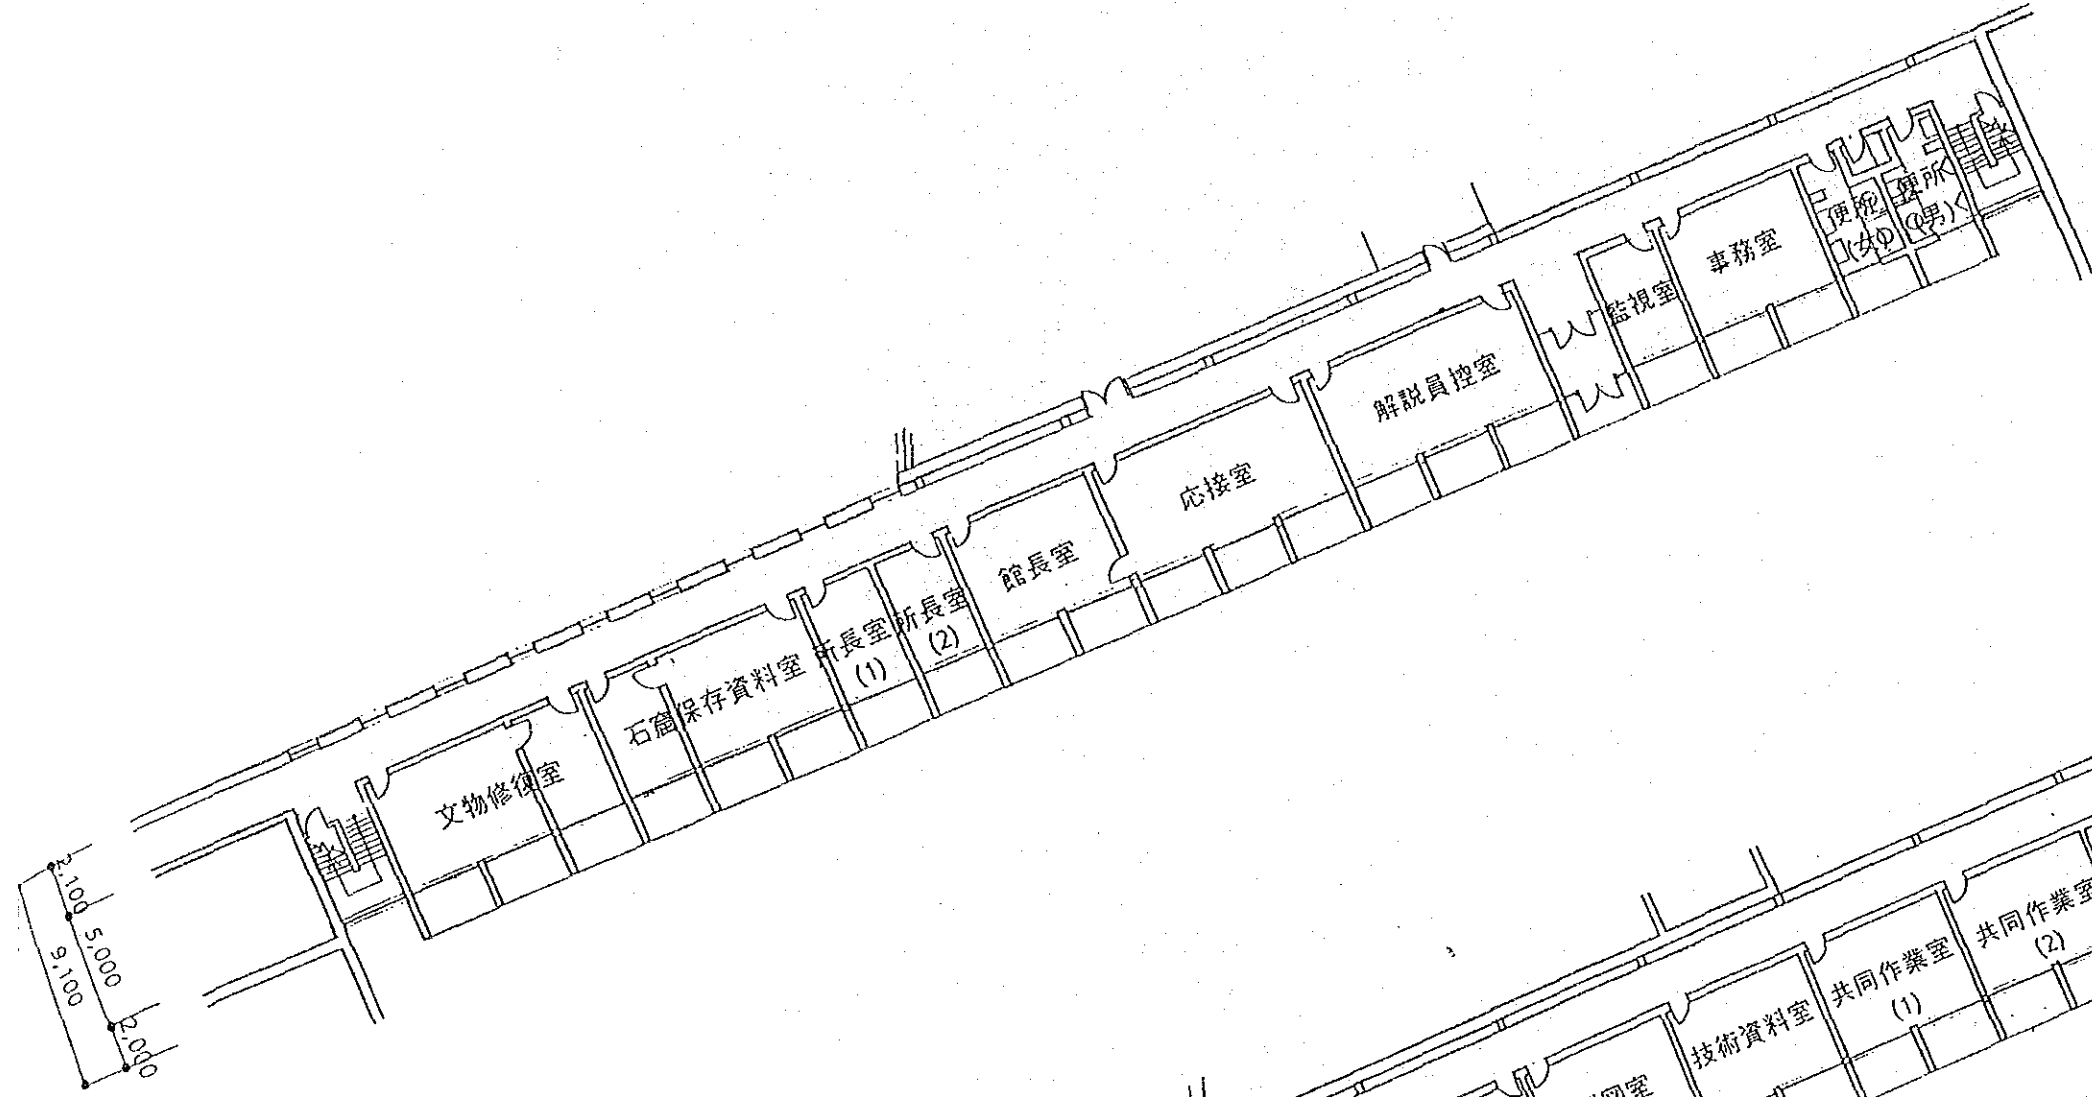 便所
(女)
便所
(男)
事務室
監視室
解説員控室
応接室
館長室
所長室
(2)
所長室
(1)
石窟保存資料室
文物修復室
2,100
5,000
2,000
9,100
共同作業室
(2)
共同作業室
(1)
技術資料室
図室